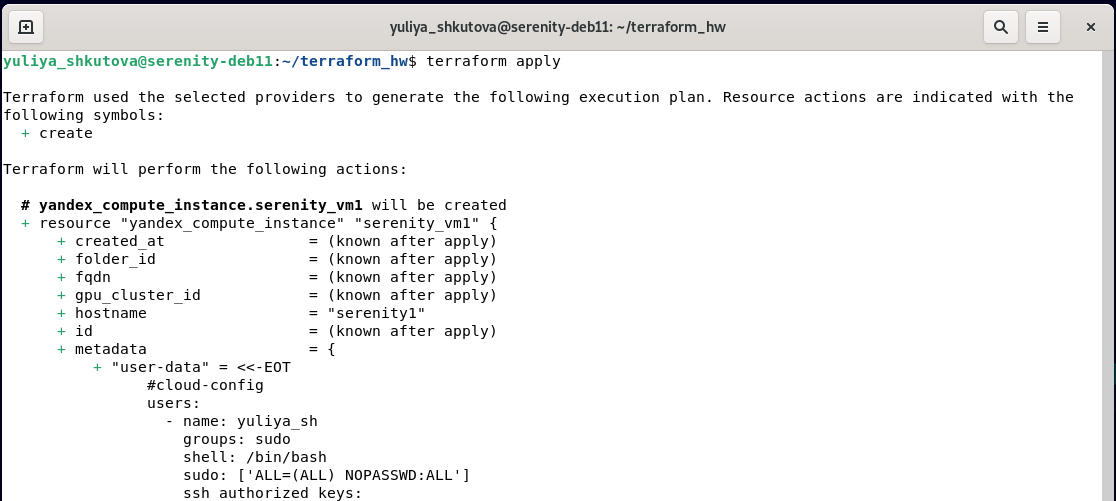 yuliya_shkutova@serenity-deb11: ~/terraform_hw
yuliya_shkutova@serenity-deb11:~/terraform_hw$ terraform apply
Terraform used the selected providers to generate the following execution plan. Resource actions are indicated with the
following symbols:
  + create
Terraform will perform the following actions:
  # yandex_compute_instance.serenity_vm1 will be created
  + resource "yandex_compute_instance" "serenity_vm1" {
      + created_at                = (known after apply)
      + folder_id                 = (known after apply)
      + fqdn                      = (known after apply)
      + gpu_cluster_id            = (known after apply)
      + hostname                  = "serenity1"
      + id                        = (known after apply)
      + metadata                  = {
          + "user-data" = <<-EOT
                #cloud-config
                users:
                  - name: yuliya_sh
                    groups: sudo
                    shell: /bin/bash
                    sudo: ['ALL=(ALL) NOPASSWD:ALL']
                    ssh_authorized_keys: